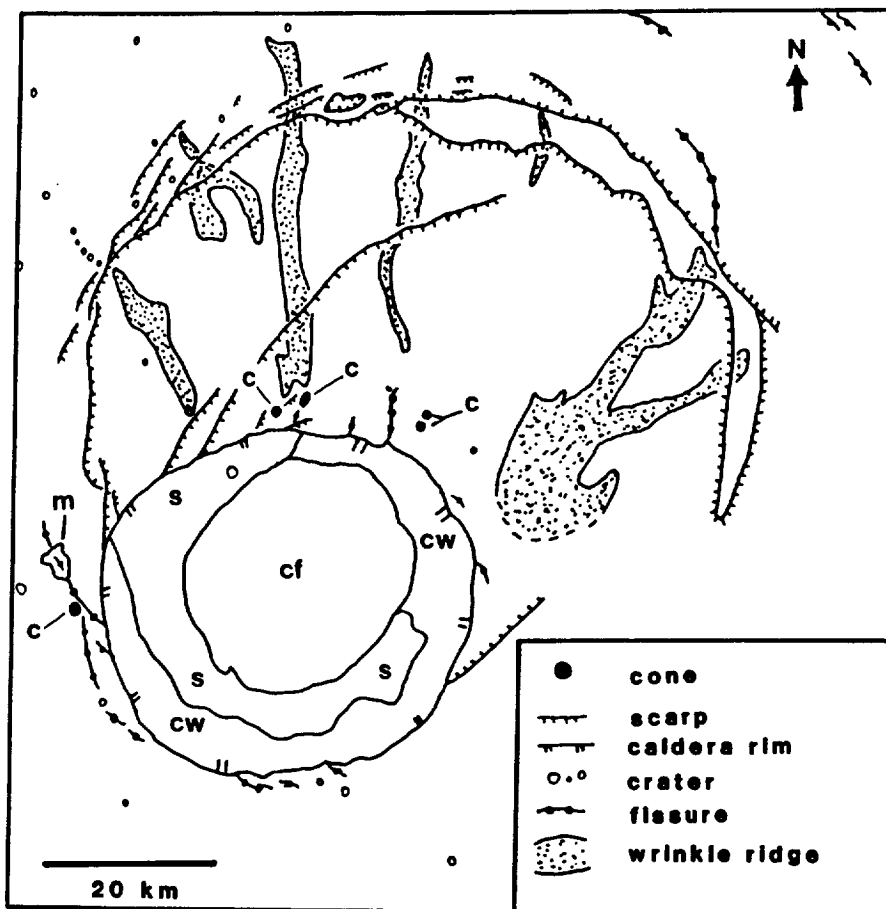 N
c
c
c
s
m
cw
cf
c
s
s
cw
cone
scarp
caldera rim
crater
fissure
wrinkle ridge
20 km